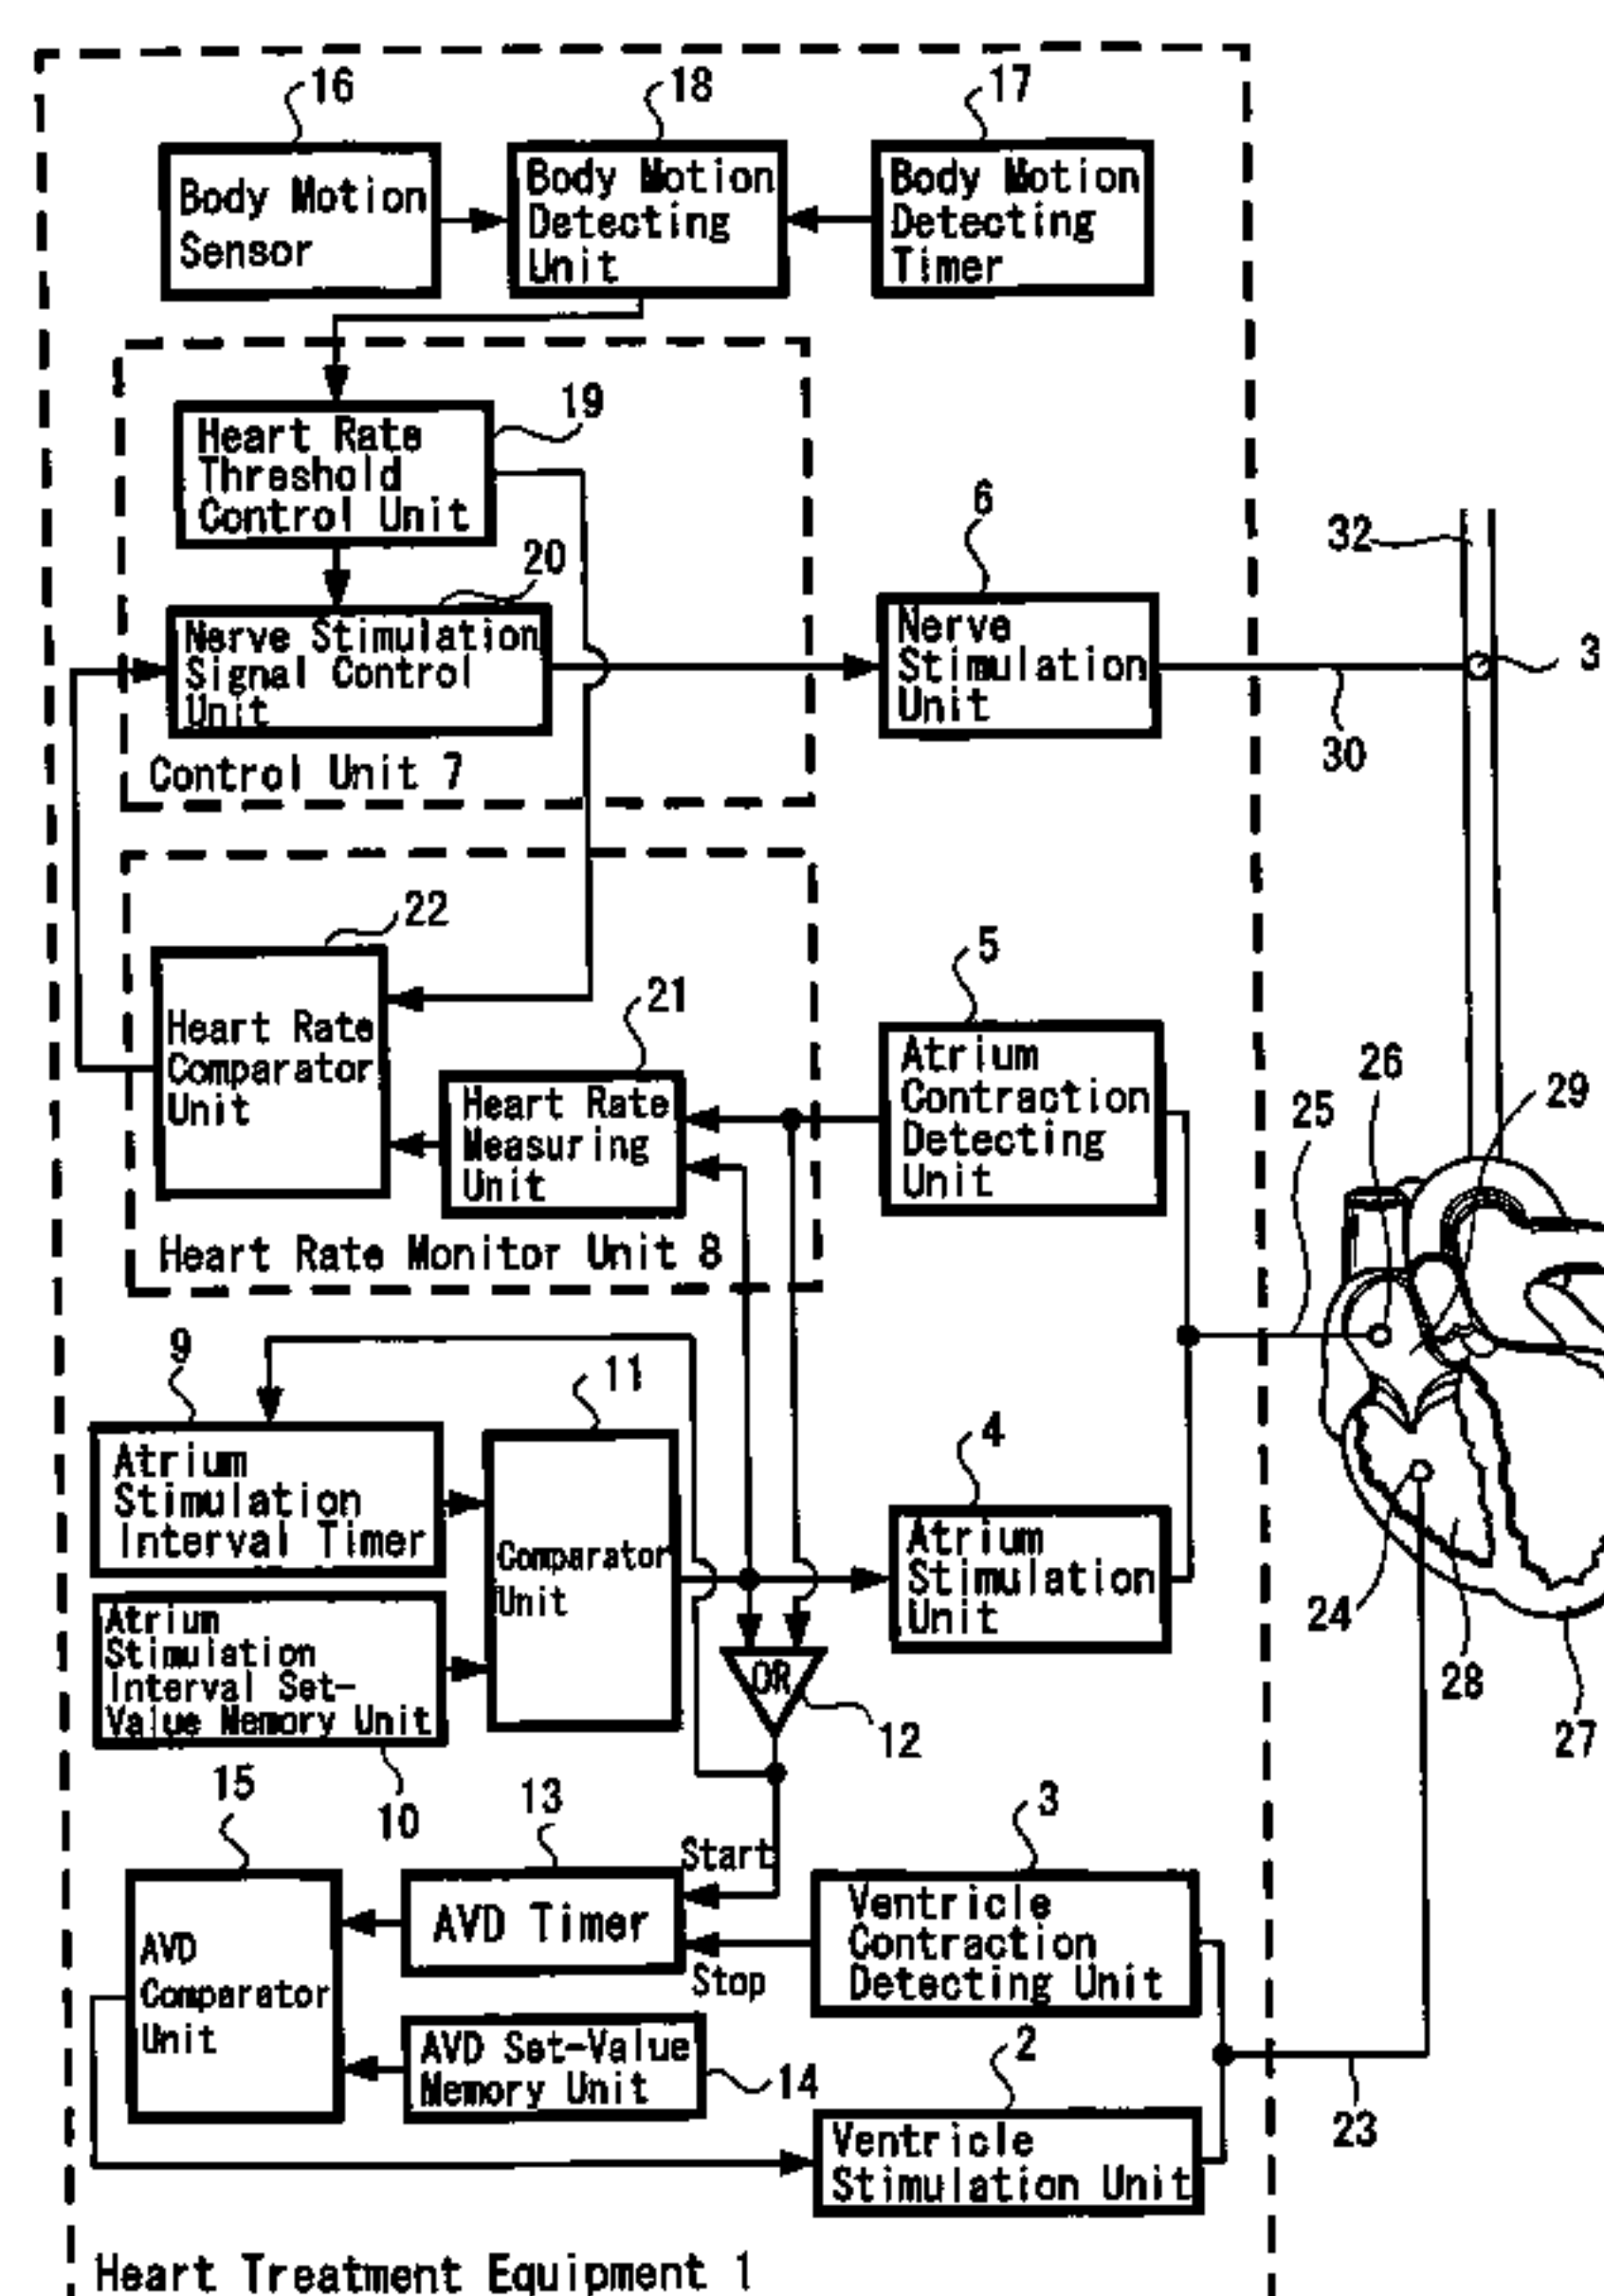 16
18
17
Body Motion
Sensor
Body Motion
Detecting
Unit
Body Motion
Detecting
Timer
19
Heart Rate
Threshold
Control Unit
20
6
32
Nerve Stimulation
Signal Control
Unit
Nerve
Stimulation
Unit
3
30
Control Unit 7
22
5
21
Heart Rate
Comparator
Unit
Heart Rate
Measuring
Unit
Atrium
Contraction
Detecting
Unit
26
29
25
Heart Rate Monitor Unit 8
9
11
4
Atrium
Stimulation
Interval Timer
Comparator
Unit
Atrium
Stimulation
Unit
Atrium
Stimulation
Interval Set-
Value Memory Unit
OR
12
24
28
27
10
15
13
3
Start
AVD Timer
Stop
Ventricle
Contraction
Detecting Unit
AVD
Comparator
Unit
AVD Set-Value
Memory Unit
14
2
23
Ventricle
Stimulation Unit
Heart Treatment Equipment 1